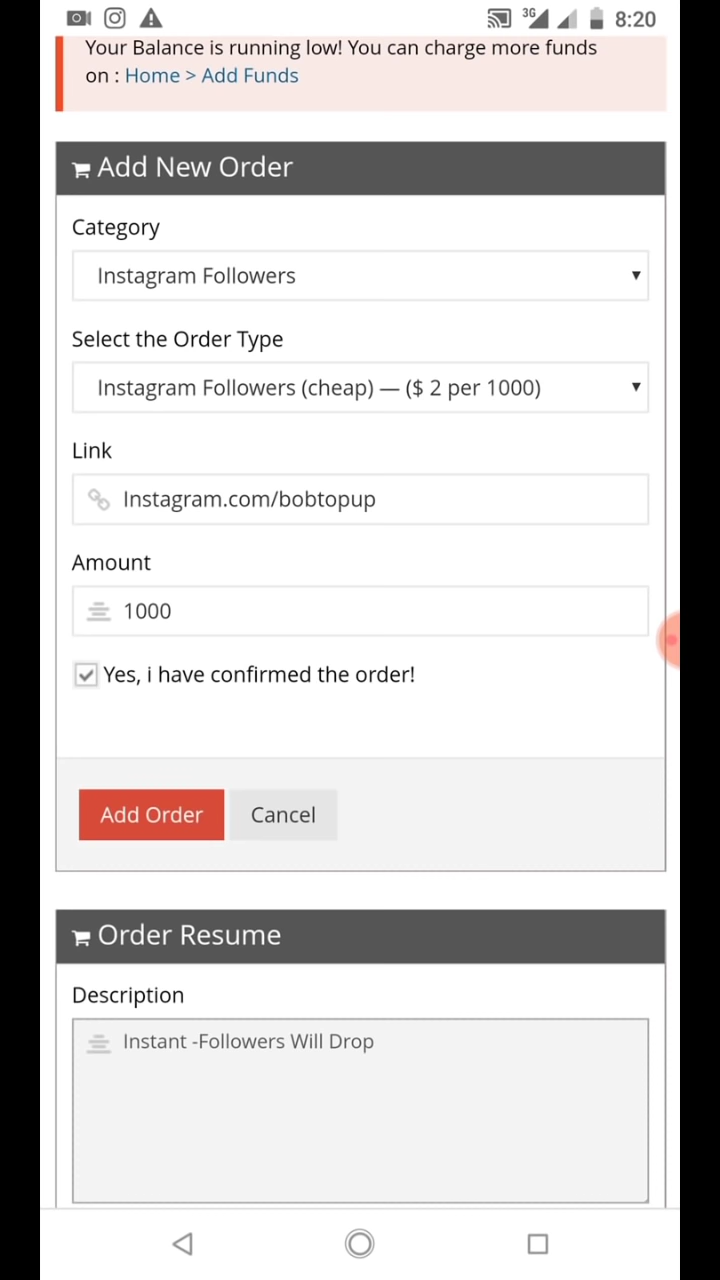 3G 8:20
Your Balance is running low! You can charge more funds
on : Home > Add Funds
Add New Order
Category
Instagram Followers
Select the Order Type
Instagram Followers (cheap) — ($ 2 per 1000)
Link
Instagram.com/bobtopup
Amount
1000
Yes, i have confirmed the order!
Add Order Cancel
Order Resume
Description
Instant -Followers Will Drop